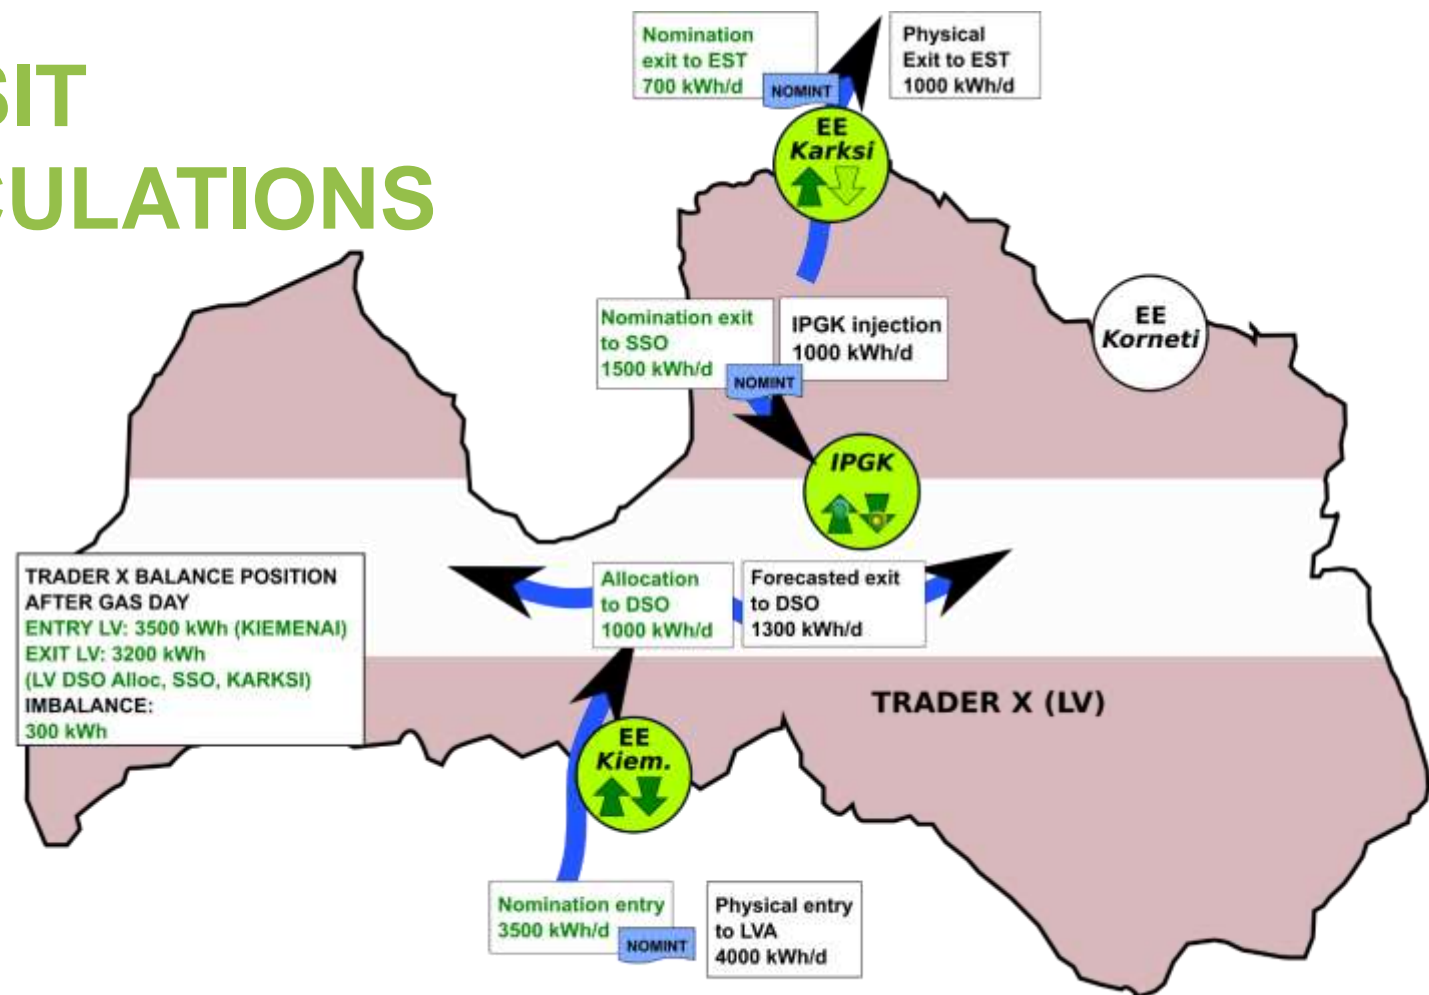 SIT
CULATIONS
Nomination
exit to EST
700 kWh/d
NOMINT
Physical
Exit to EST
1000 kWh/d
EE
Karksi
Nomination exit
to SSO
1500 kWh/d
NOMINT
IPGK injection
1000 kWh/d
EE
Korneti
IPGK
TRADER X BALANCE POSITION
AFTER GAS DAY
ENTRY LV: 3500 kWh (KIEMENAI)
EXIT LV: 3200 kWh
(LV DSO Alloc, SSO, KARKSI)
IMBALANCE:
300 kWh
Allocation
to DSO
1000 kWh/d
Forecasted exit
to DSO
1300 kWh/d
TRADER X (LV)
EE
Kiem.
Nomination entry
3500 kWh/d
NOMINT
Physical entry
to LVA
4000 kWh/d